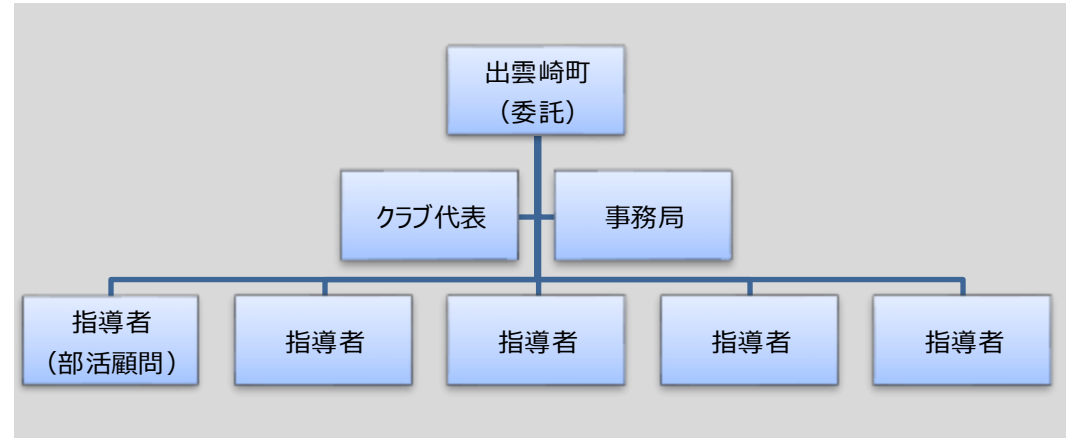 出雲崎町
（委託）
クラブ代表
事務局
指導者
（部活顧問）
指導者
指導者
指導者
指導者